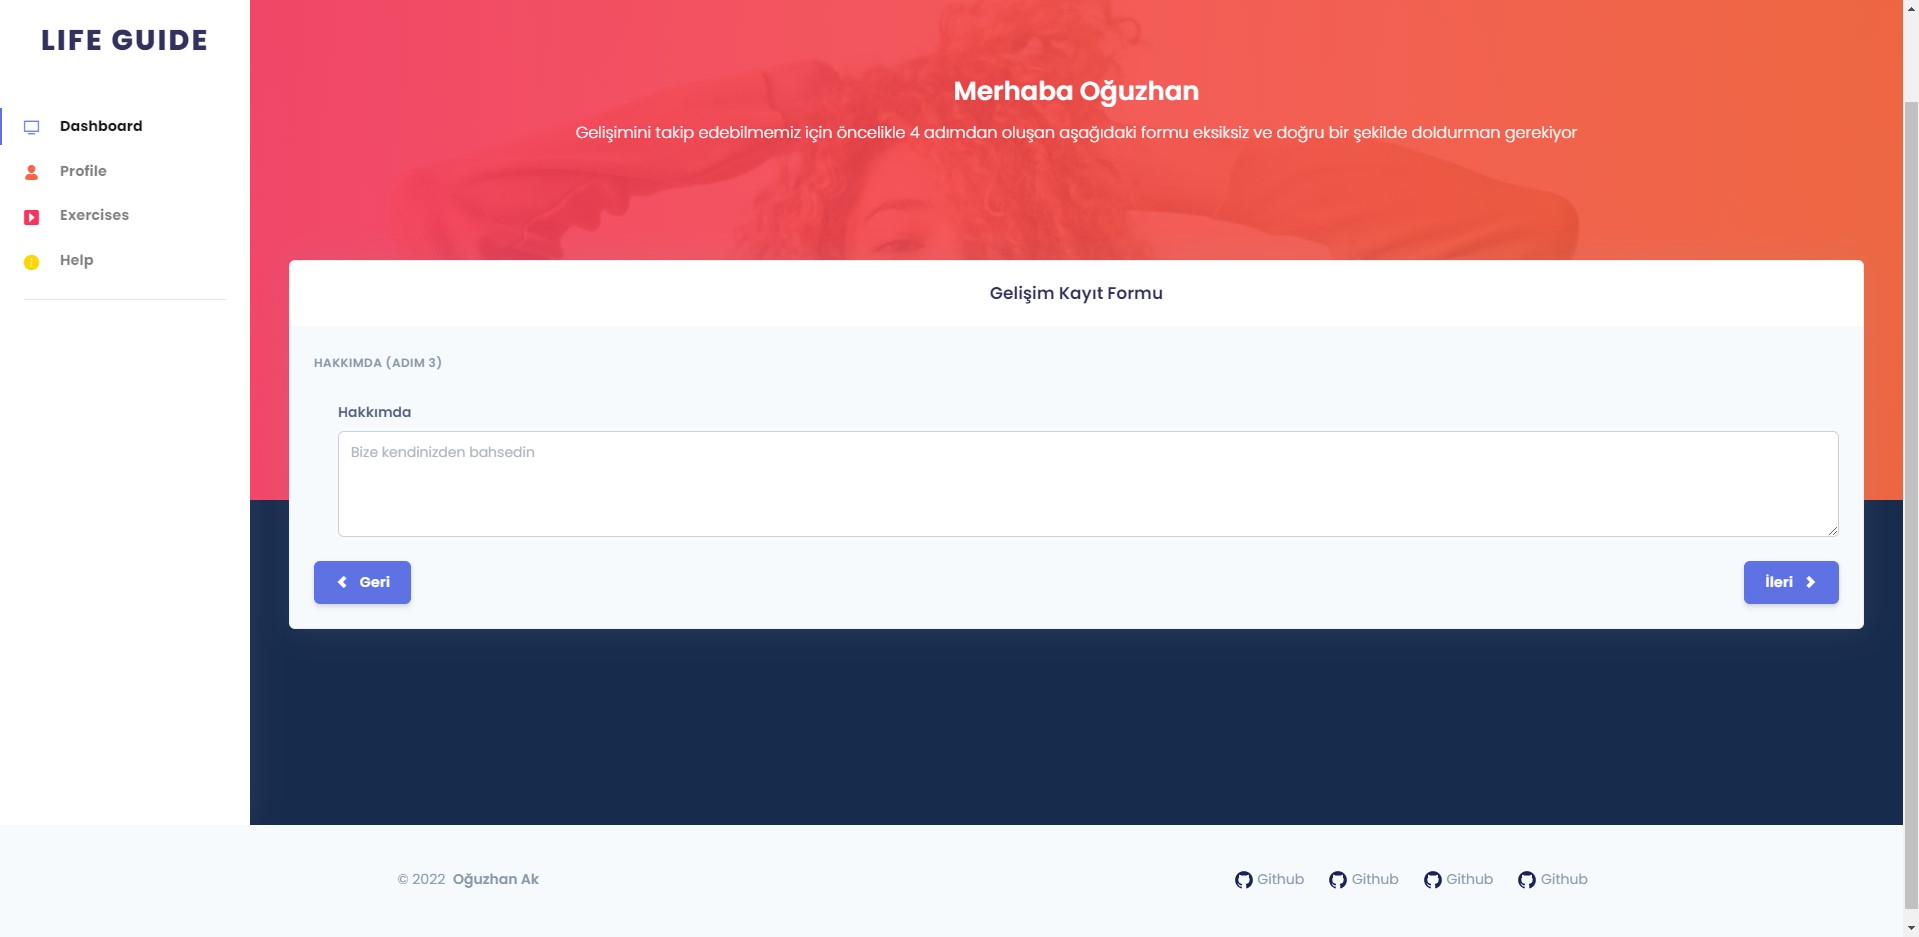 LIFE GUIDE
Dashboard
Profile
Exercises
Help
Merhaba Oğuzhan
Gelişimini takip edebilmemiz için öncelikle 4 adımdan oluşan aşağıdaki formu eksiksiz ve doğru bir şekilde doldurman gerekiyor
Gelişim Kayıt Formu
HAKKIMDA (ADIM 3)
Hakkımda
Bize kendinizden bahsedin
Geri
İleri
© 2022 Oğuzhan Ak
Github Github Github Github